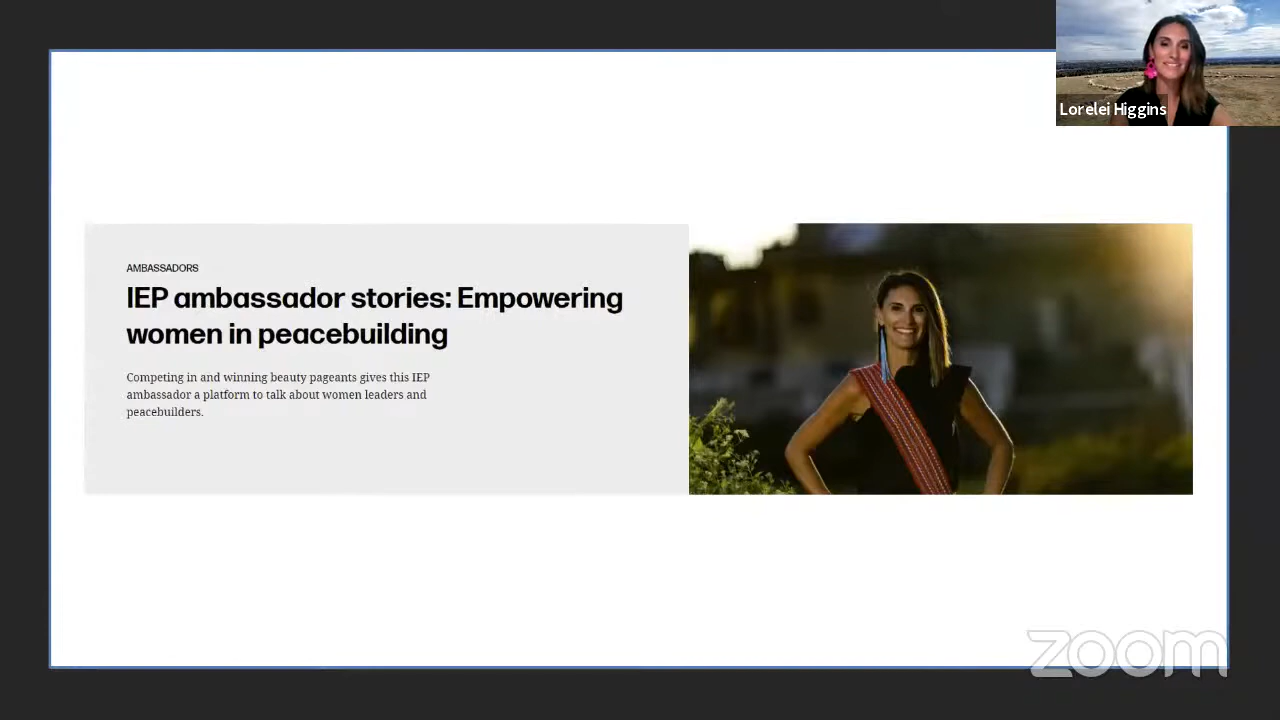 Lorelei Higgins
AMBASSADORS
IEP ambassador stories: Empowering
women in peacebuilding
Competing in and winning beauty pageants gives this IEP
ambassador a platform to talk about women leaders and
peacebuilders.
zoom